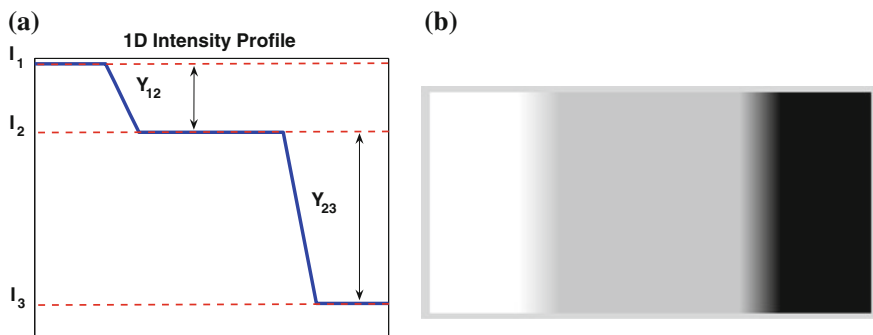 (a)
1D Intensity Profile
I1
Y12
I2
Y23
I3
(b)